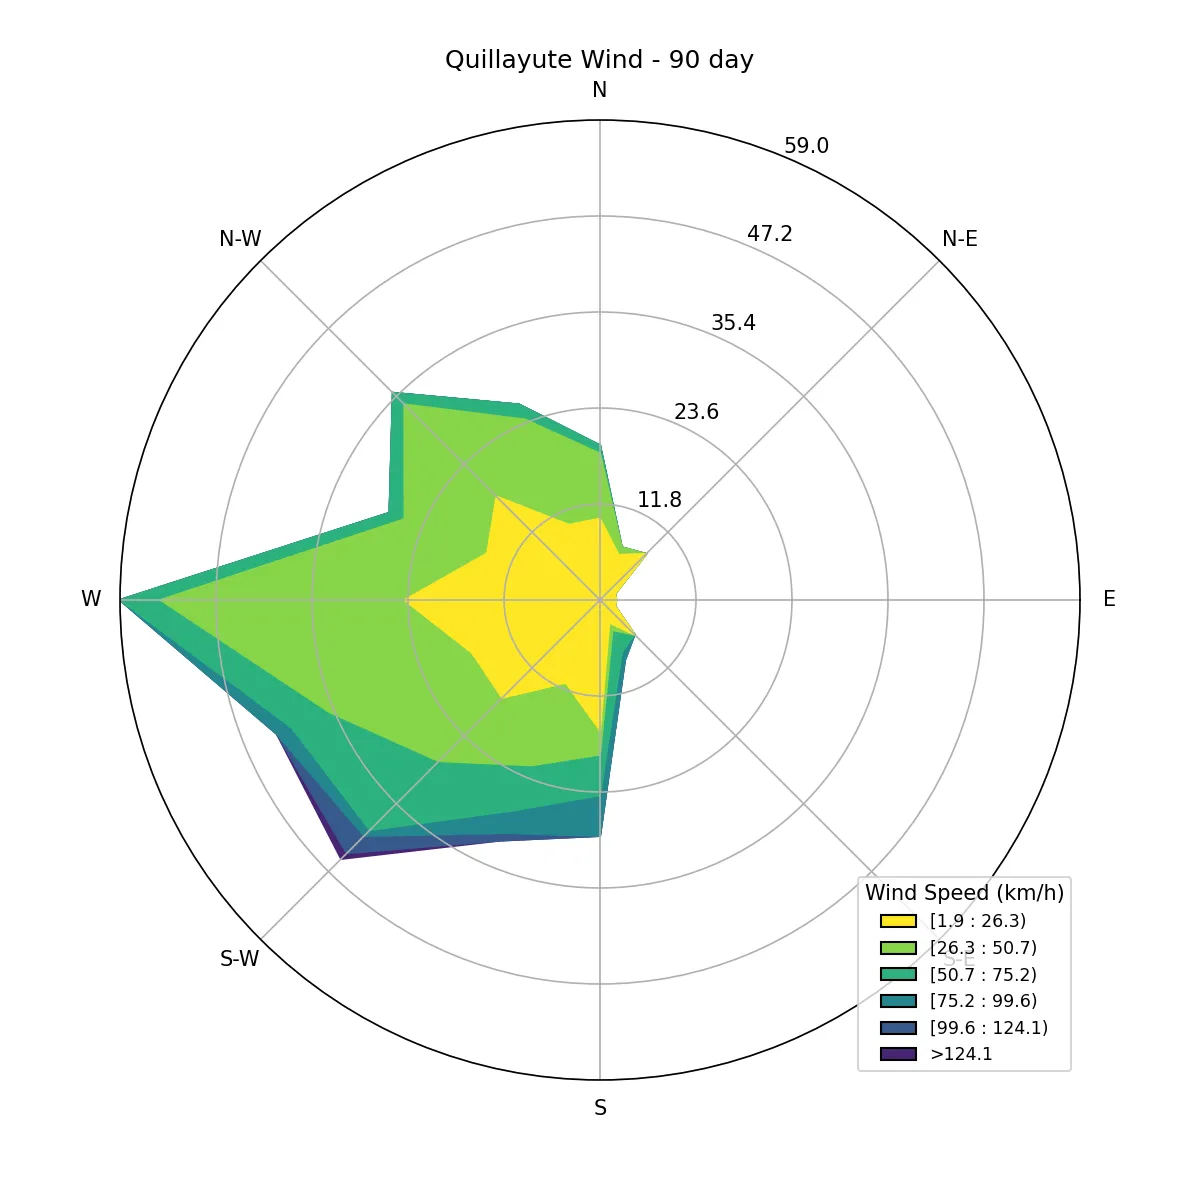 Quillayute Wind - 90 day
N
59.0
47.2
N-W
N-E
35.4
23.6
11.8
W
E
Wind Speed (km/h)
[1.9 : 26.3)
[26.3 : 50.7)
S-W
S-E
[50.7 : 75.2)
[75.2 : 99.6)
[99.6 : 124.1)
>124.1
S